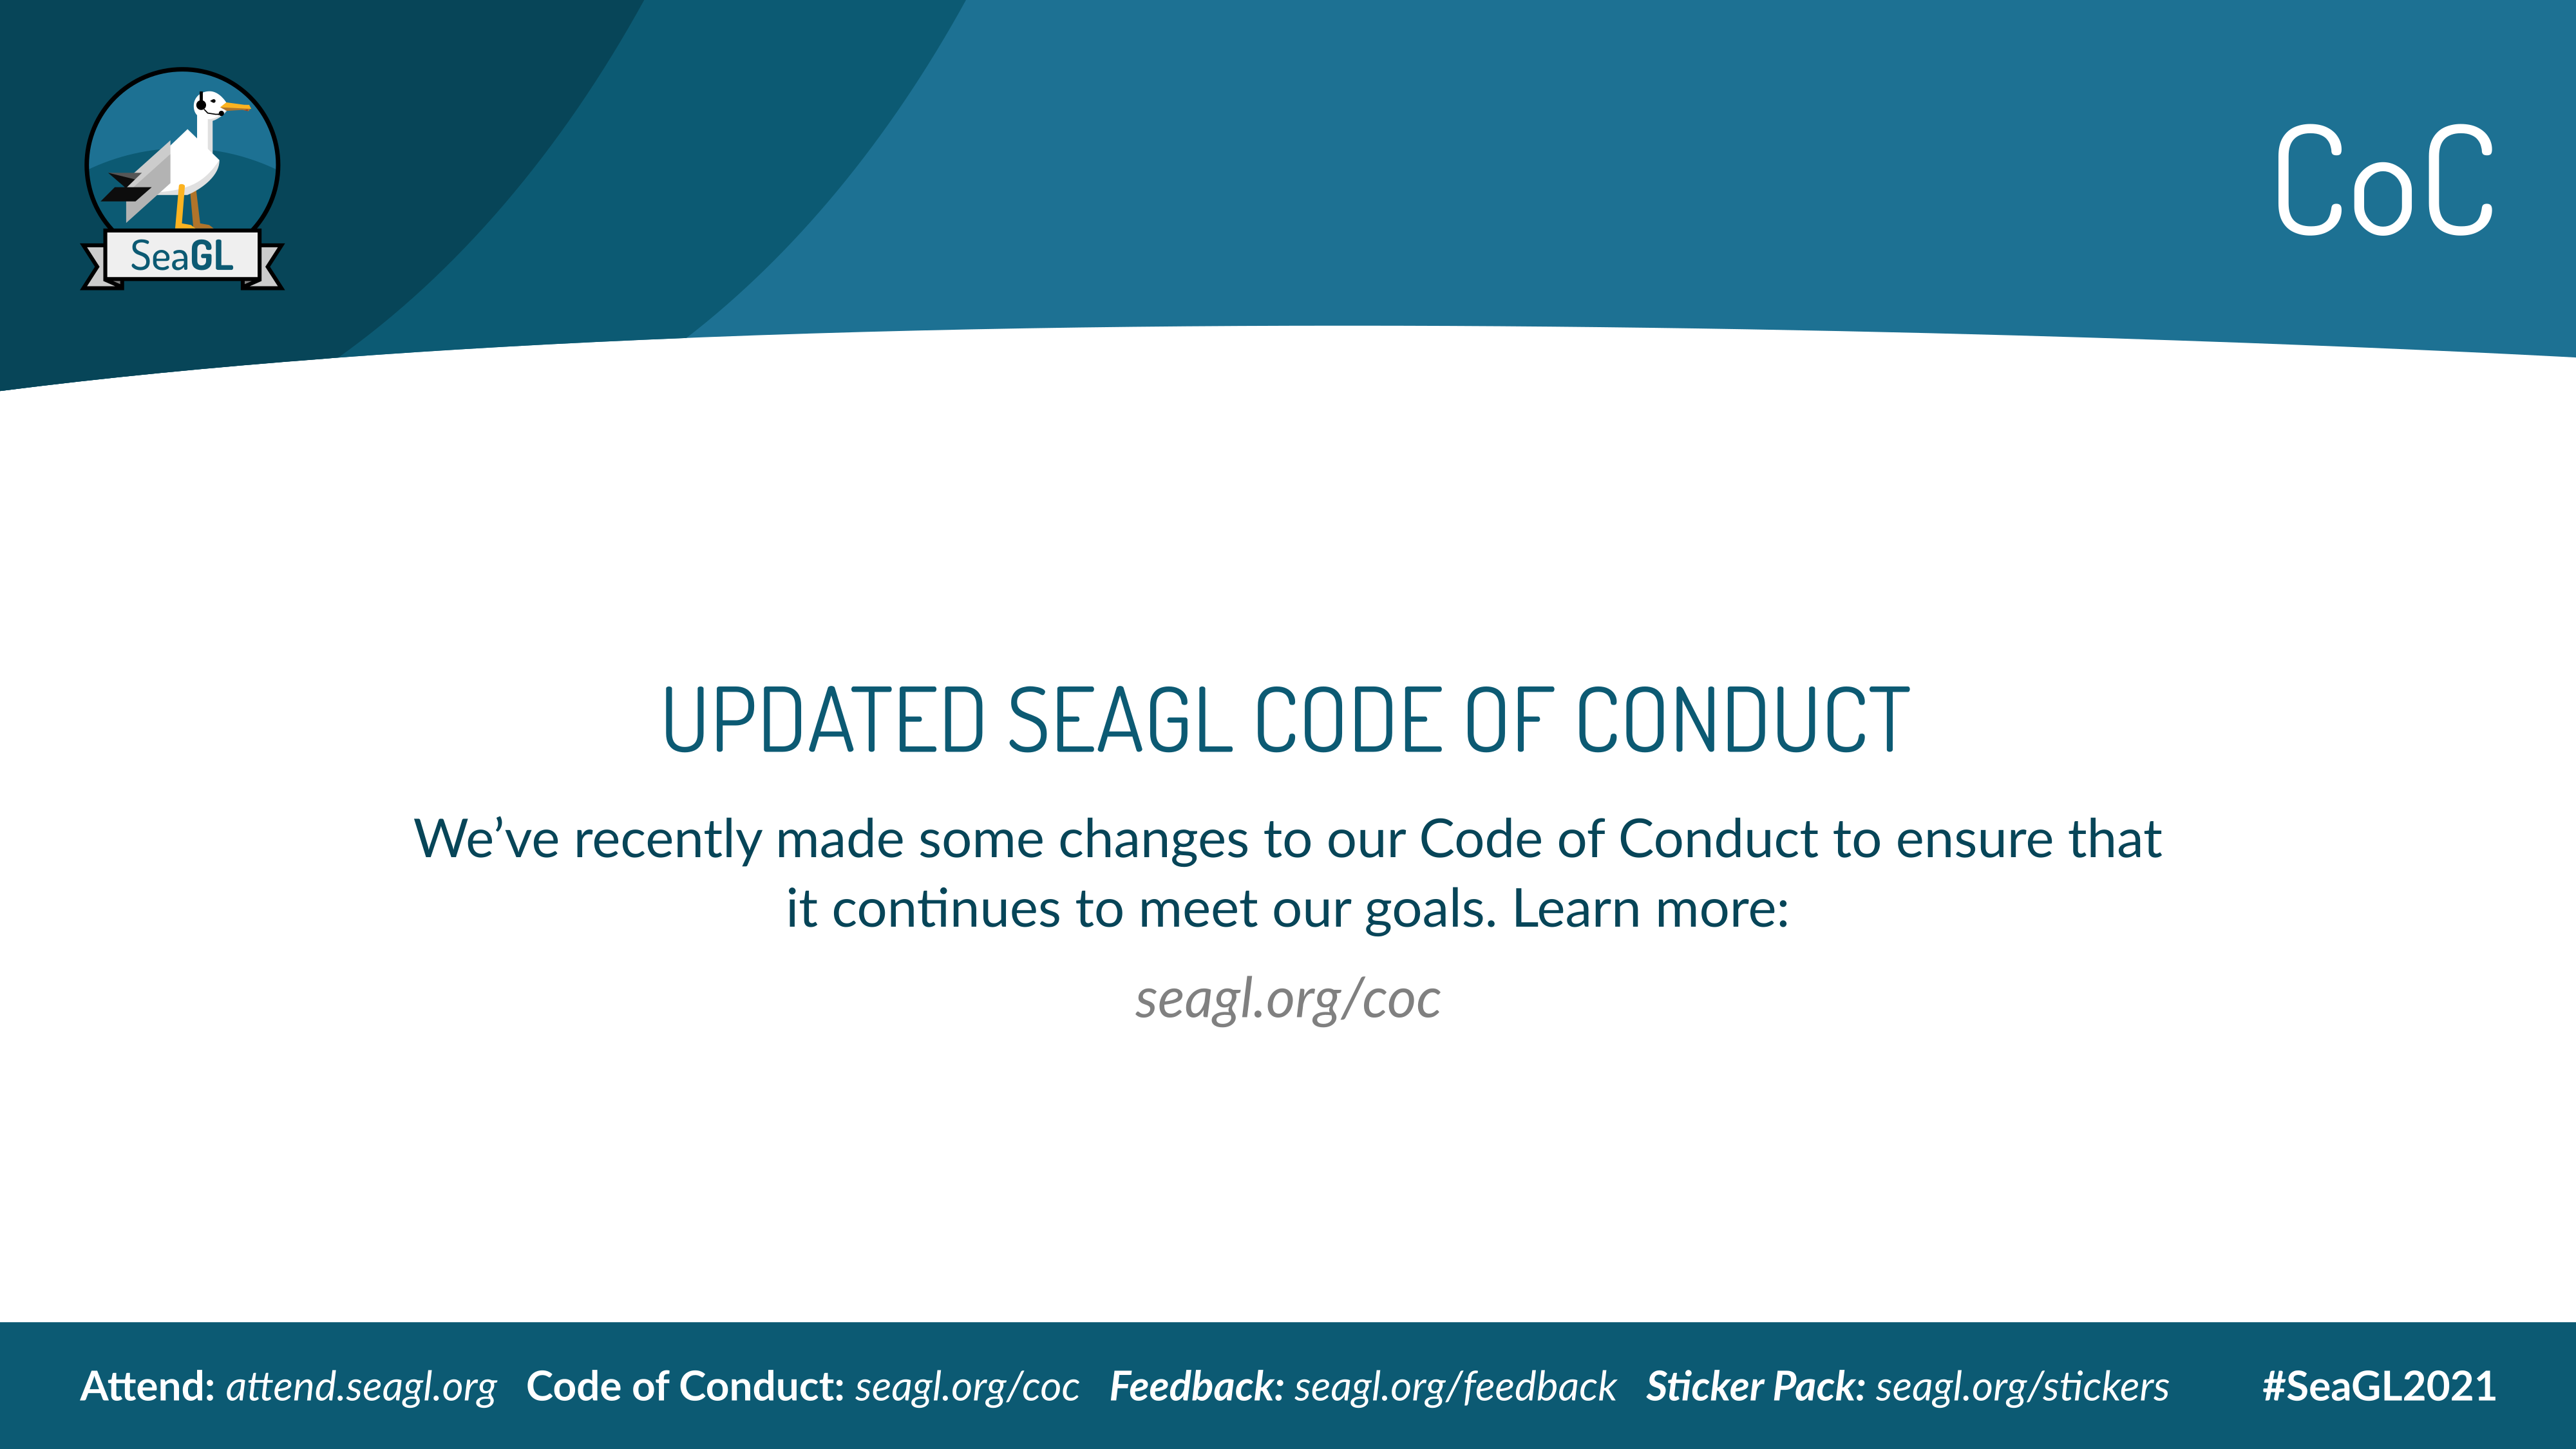 SeaGL
CoC
UPDATED SEAGL CODE OF CONDUCT
We’ve recently made some changes to our Code of Conduct to ensure that
it continues to meet our goals. Learn more:
seagl.org/coc
Attend: attend.seagl.org Code of Conduct: seagl.org/coc Feedback: seagl.org/feedback Sticker Pack: seagl.org/stickers #SeaGL2021